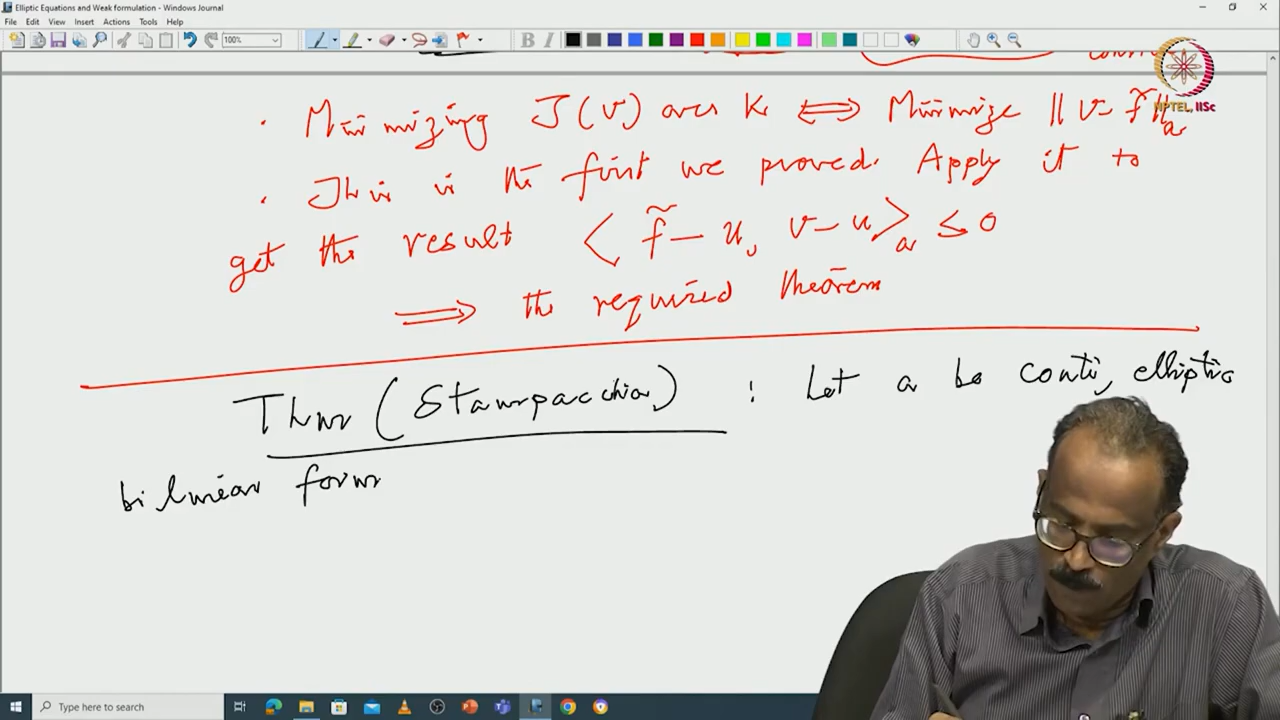 Elliptic Equations and Weak formulation - Windows Journal
File Edit View Insert Actions Tools Help
100%
B I
NPTEL, IISc
· Minimizing J(v) over K ⟺ Minimize ‖v - f̃‖ₐ
· This is the first we proved. Apply it to
get the result ⟨ f̃ - u, v - u ⟩ₐ ≤ 0
⟹ the required theorem
Thm (Stampacchia) : Let a be conti, elliptic
bilinear form
Type here to search